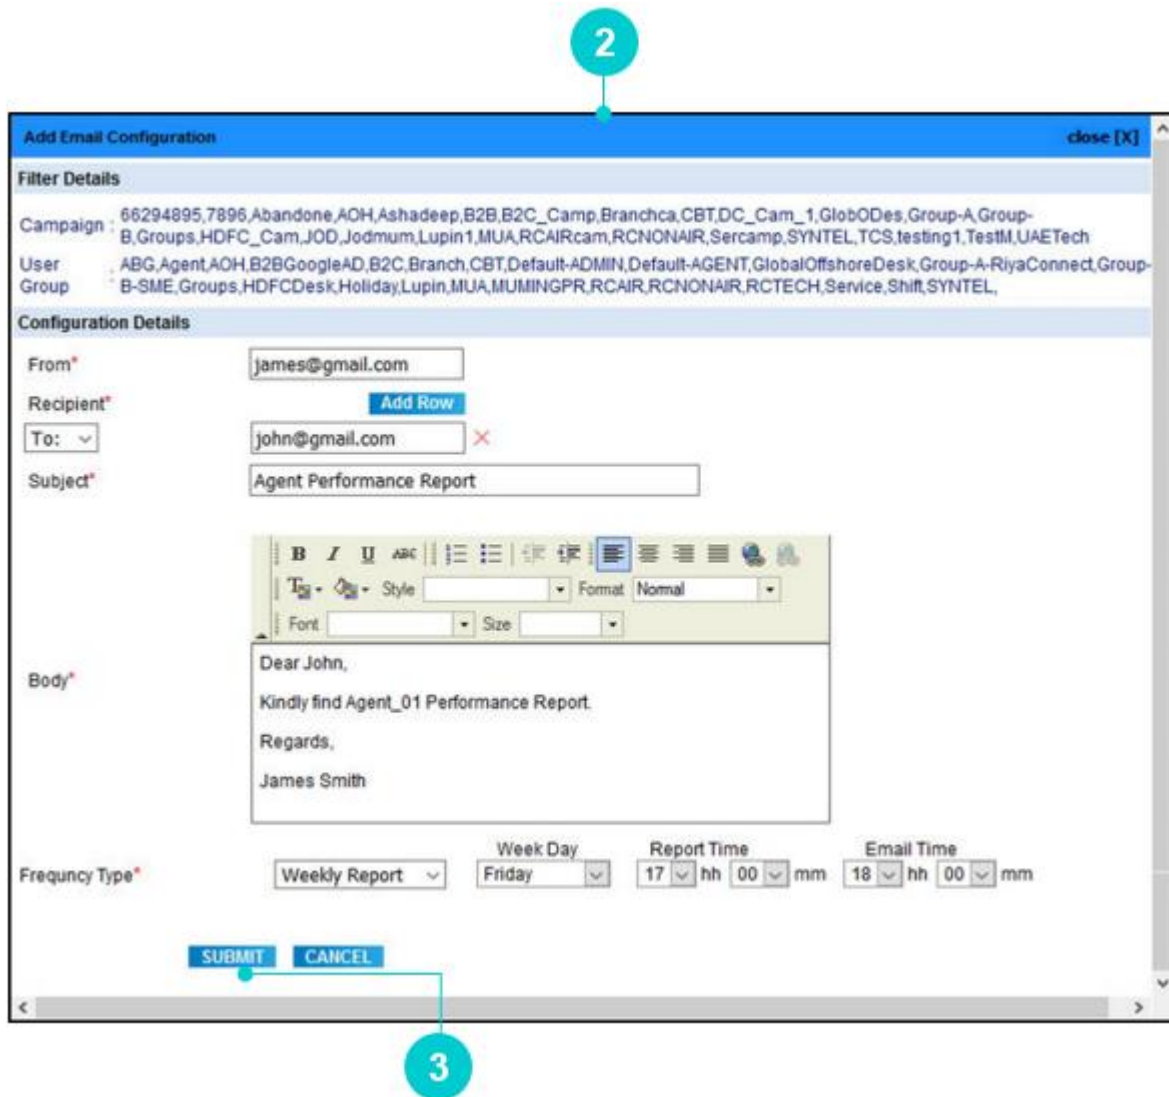 2
Add Email Configuration close [X]
Filter Details
Campaign : 66294895,7896,Abandone,AOH,Ashadeep,B2B,B2C_Camp,Branchca,CBT,DC_Cam_1,GlobODes,Group-A,Group-
B,Groups,HDFC_Cam,JOD,Jodmum,Lupin1,MUA,RCAIRcam,RCNONAIR,Sercamp,SYNTEL,TCS,testing1,TestM,UAETech
User Group : ABG,Agent,AOH,B2BGoogleAD,B2C,Branch,CBT,Default-ADMIN,Default-AGENT,GlobalOffshoreDesk,Group-A-RiyaConnect,Group-
B-SME,Groups,HDFCDesk,Holiday,Lupin,MUA,MUMINGPR,RCAIR,RCNONAIR,RCTECH,Service,Shift,SYNTEL,
Configuration Details
From* james@gmail.com
Recipient* Add Row
To: john@gmail.com
Subject* Agent Performance Report
B I U ABC
Style Format Normal
Font Size
Body*
Dear John,
Kindly find Agent_01 Performance Report.
Regards,
James Smith
Week Day Report Time Email Time
Frequncy Type* Weekly Report Friday 17 hh 00 mm 18 hh 00 mm
SUBMIT CANCEL
3